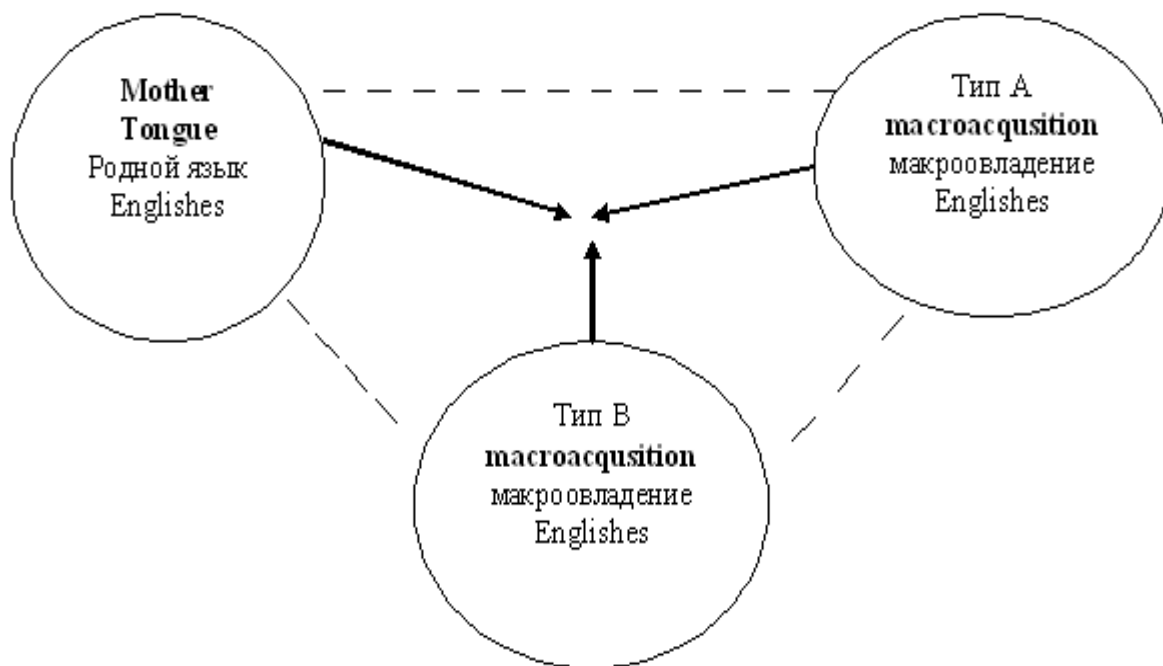 Mother
Tongue
Родной язык
Englishes
Тип А
macroacqusition
макроовладение
Englishes
Тип В
macroacqusition
макроовладение
Englishes